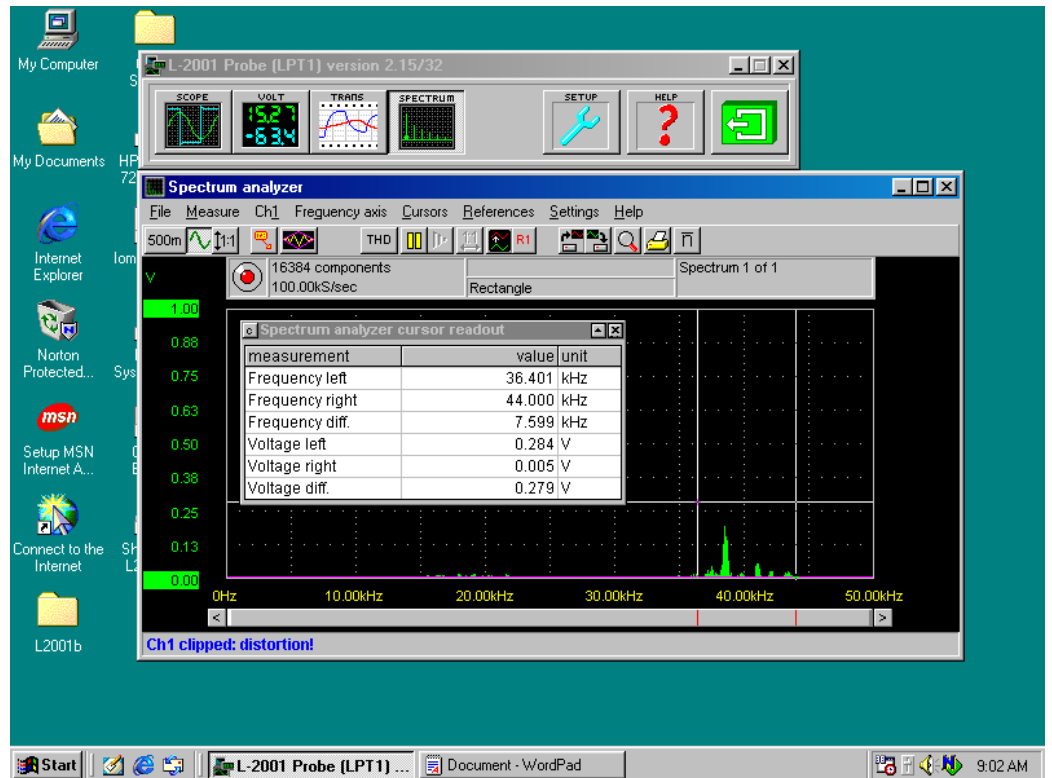 My Computer
My Documents
HP
72
Internet
Explorer
Iom
Norton
Protected...
Sys
msn
Setup MSN
Internet A...
Connect to the
Internet
Sh
L2001b
L-2001 Probe (LPT1) version 2.15/32
SCOPE
VOLT
15.27
-63.4
TRANS
SPECTRUM
SETUP
HELP
?
Spectrum analyzer
File Measure Ch1 Frequency axis Cursors References Settings Help
500m 1:1 THD R1 n
V
16384 components
100.00kS/sec
Rectangle
Spectrum 1 of 1
1.00
0.88
0.75
0.63
0.50
0.38
0.25
0.13
0.00
c Spectrum analyzer cursor readout
measurement value unit
Frequency left 36.401 kHz
Frequency right 44.000 kHz
Frequency diff. 7.599 kHz
Voltage left 0.284 V
Voltage right 0.005 V
Voltage diff. 0.279 V
0Hz 10.00kHz 20.00kHz 30.00kHz 40.00kHz 50.00kHz
Ch1 clipped: distortion!
Start
L-2001 Probe (LPT1) ...
Document - WordPad
9:02 AM